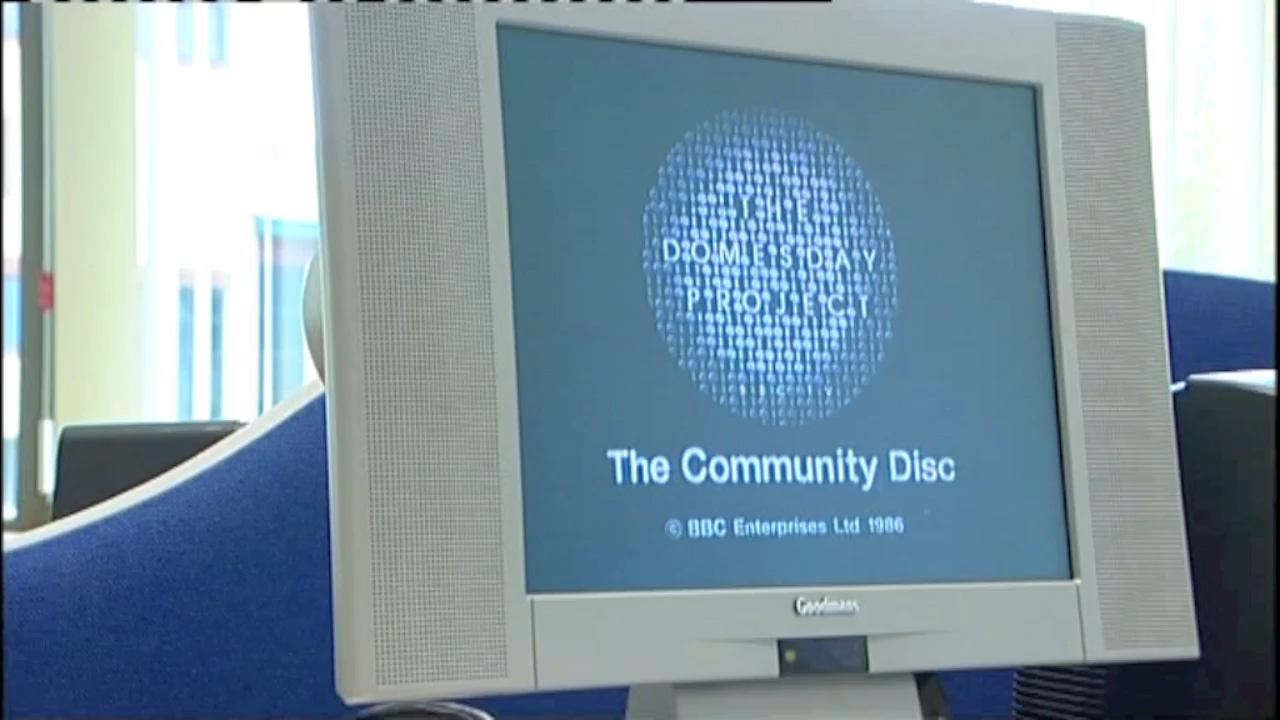 THE
DOMESDAY
PROJECT
The Community Disc
© BBC Enterprises Ltd 1986
Goodmans